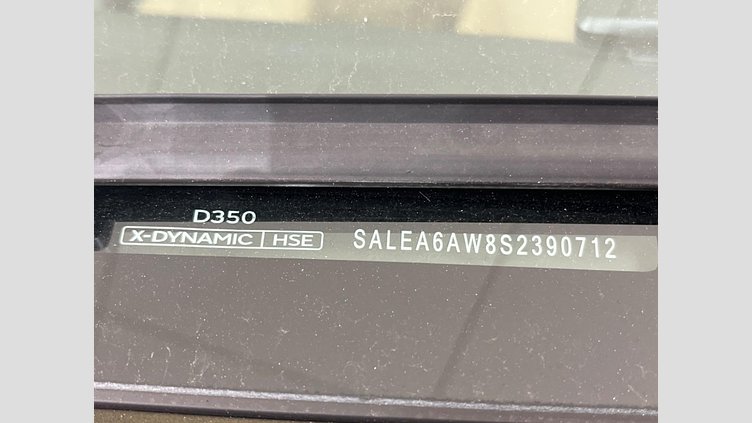 D350
X-DYNAMIC | HSE SALEA6AW8S2390712